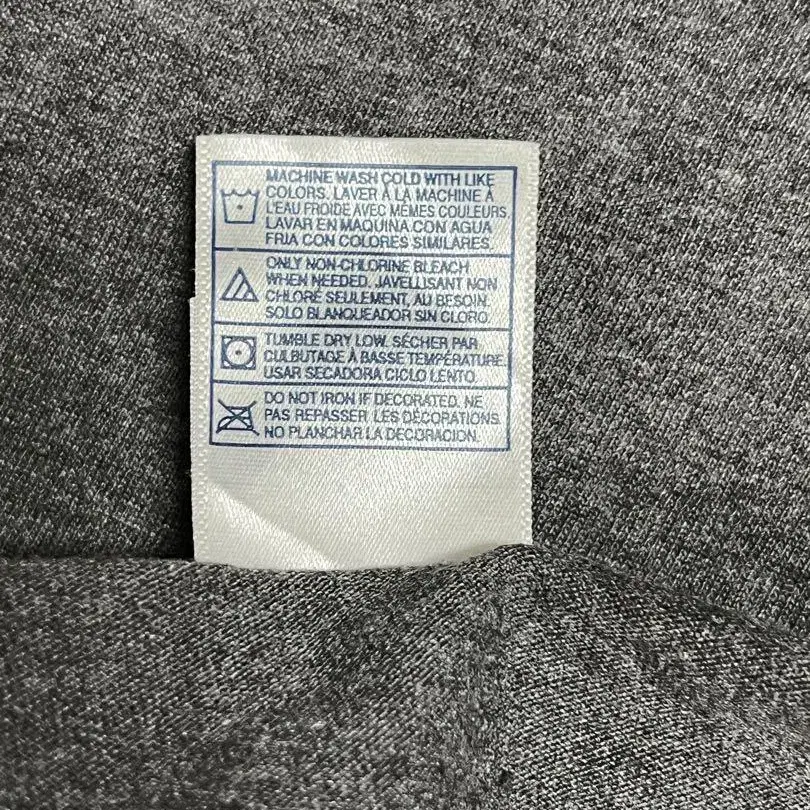 MACHINE WASH COLD WITH LIKE
COLORS. LAVER À LA MACHINE À
L'EAU FROIDE AVEC MÊMES COULEURS.
LAVAR EN MAQUINA CON AGUA
FRIA CON COLORES SIMILARES.
ONLY NON-CHLORINE BLEACH
WHEN NEEDED. JAVELLISANT NON
CHLORÉ SEULEMENT, AU BESOIN.
SOLO BLANQUEADOR SIN CLORO.
TUMBLE DRY LOW. SÉCHER PAR
CULBUTAGE À BASSE TEMPÉRATURE.
USAR SECADORA CICLO LENTO.
DO NOT IRON IF DECORATED. NE
PAS REPASSER LES DÉCORATIONS.
NO PLANCHAR LA DECORACION.